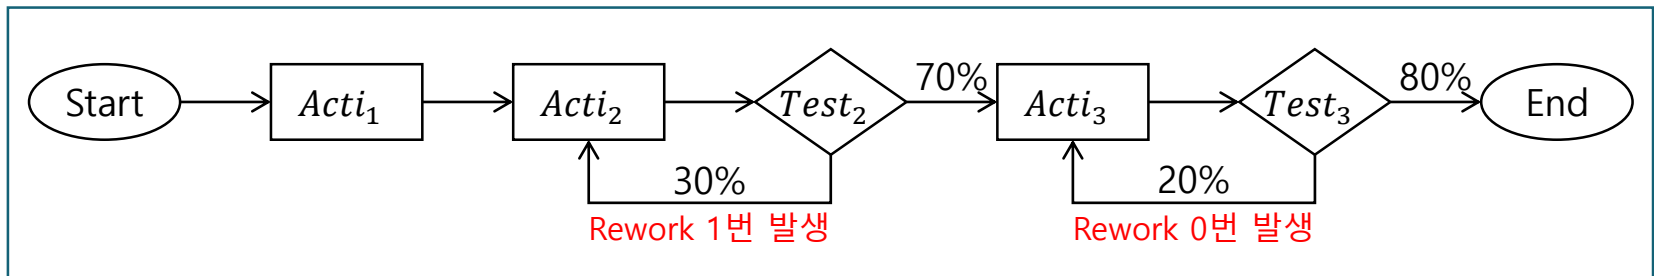 Start
Acti₁
Acti₂
Test₂
70%
Acti₃
Test₃
80%
End
30%
20%
Rework 1번 발생
Rework 0번 발생